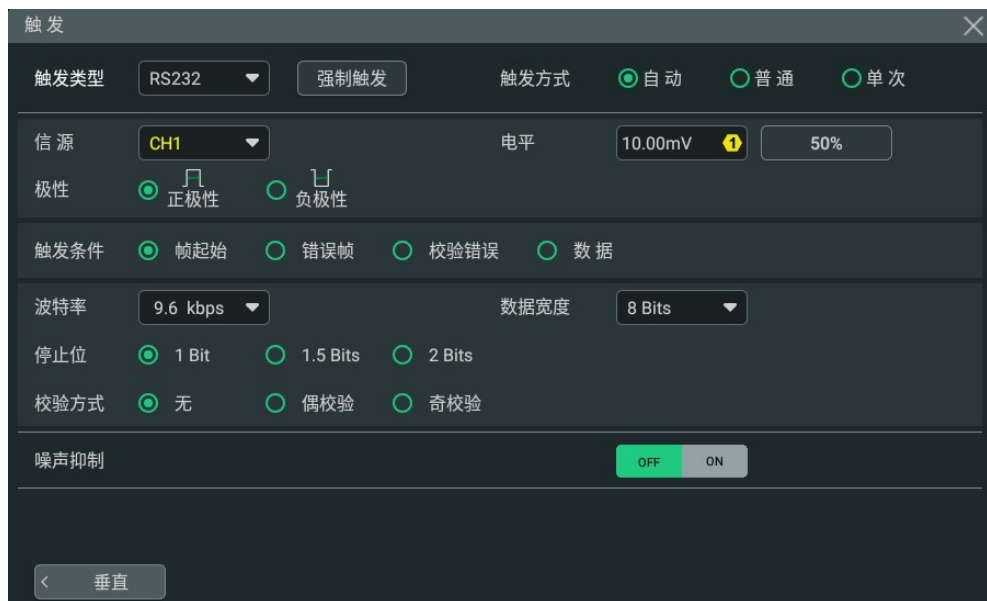 触发
触发类型 RS232 强制触发 触发方式 自动 普通 单次
信源 CH1 电平 10.00mV 1 50%
极性 正极性 负极性
触发条件 帧起始 错误帧 校验错误 数据
波特率 9.6 kbps 数据宽度 8 Bits
停止位 1 Bit 1.5 Bits 2 Bits
校验方式 无 偶校验 奇校验
噪声抑制 OFF ON
< 垂直